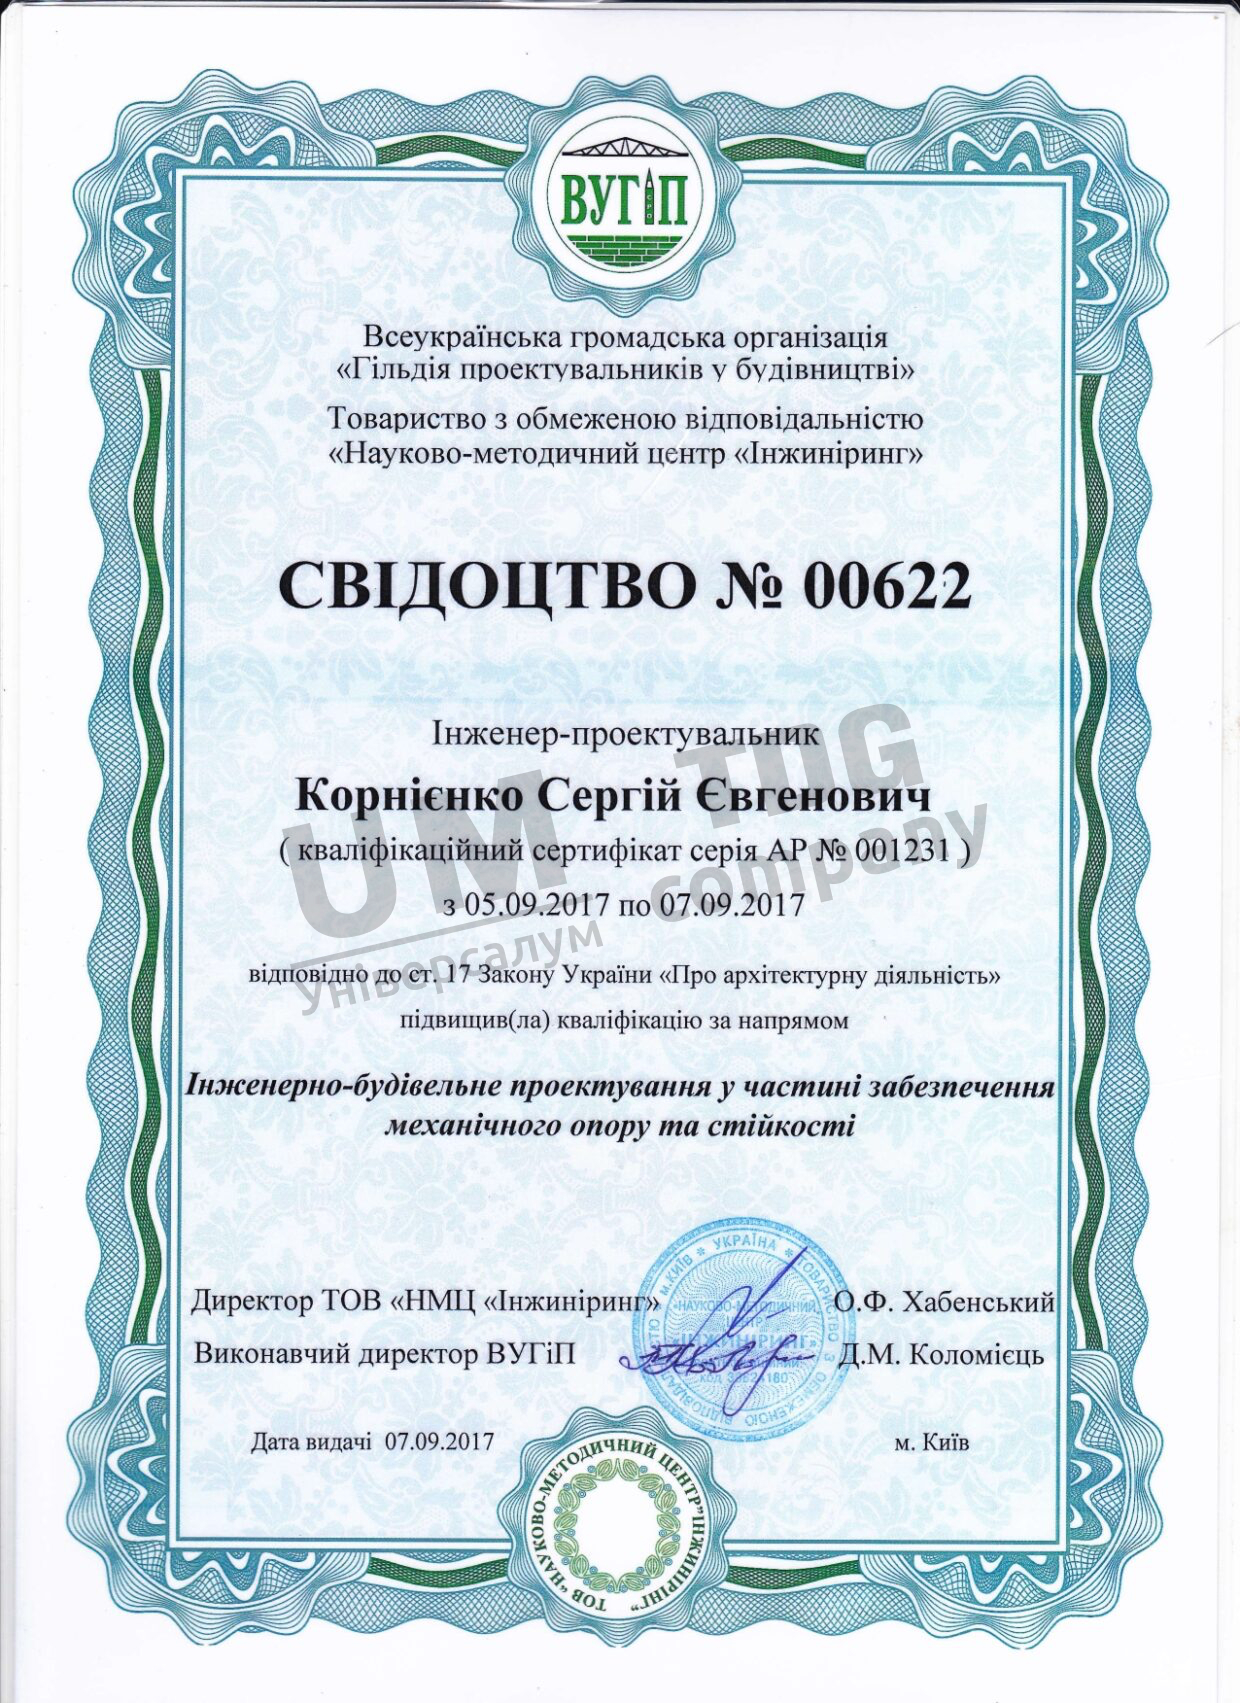 ВУГіП
СРО
Всеукраїнська громадська організація
«Гільдія проектувальників у будівництві»
Товариство з обмеженою відповідальністю
«Науково-методичний центр «Інжиніринг»
СВІДОЦТВО № 00622
Інженер-проектувальник
Корнієнко Сергій Євгенович
( кваліфікаційний сертифікат серія АР № 001231 )
з 05.09.2017 по 07.09.2017
UM ТПG
company
Універсалум
відповідно до ст. 17 Закону України «Про архітектурну діяльність»
підвищив(ла) кваліфікацію за напрямом
Інженерно-будівельне проектування у частині забезпечення
механічного опору та стійкості
Директор ТОВ «НМЦ «Інжиніринг» О.Ф. Хабенський
Виконавчий директор ВУГіП Д.М. Коломієць
* УКРАЇНА * ТОВАРИСТВО З ОБМЕЖЕНОЮ ВІДПОВІДАЛЬНІСТЮ * м.КИЇВ
«НАУКОВО-МЕТОДИЧНИЙ
ЦЕНТР
«ІНЖИНІРИНГ»
Дата видачі 07.09.2017 м. Київ
ТОВ "НАУКОВО-МЕТОДИЧНИЙ ЦЕНТР "ІНЖИНІРІНГ"